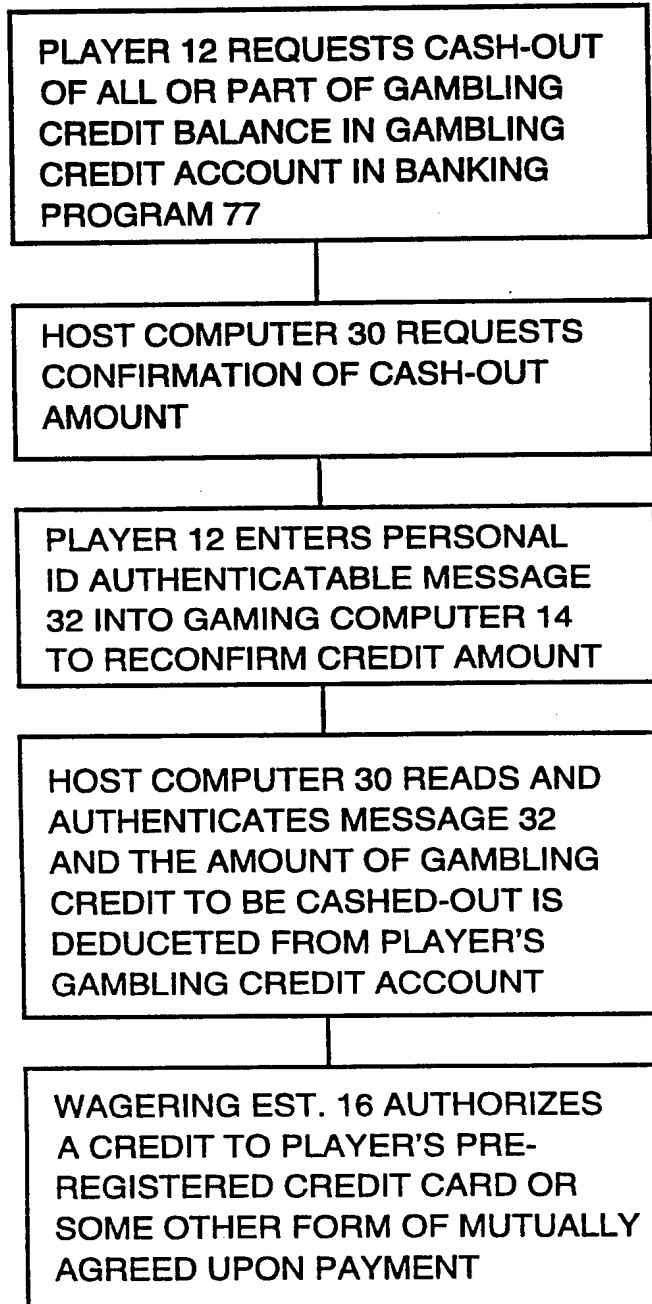 PLAYER 12 REQUESTS CASH-OUT
OF ALL OR PART OF GAMBLING
CREDIT BALANCE IN GAMBLING
CREDIT ACCOUNT IN BANKING
PROGRAM 77
HOST COMPUTER 30 REQUESTS
CONFIRMATION OF CASH-OUT
AMOUNT
PLAYER 12 ENTERS PERSONAL
ID AUTHENTICATABLE MESSAGE
32 INTO GAMING COMPUTER 14
TO RECONFIRM CREDIT AMOUNT
HOST COMPUTER 30 READS AND
AUTHENTICATES MESSAGE 32
AND THE AMOUNT OF GAMBLING
CREDIT TO BE CASHED-OUT IS
DEDUCETED FROM PLAYER'S
GAMBLING CREDIT ACCOUNT
WAGERING EST. 16 AUTHORIZES
A CREDIT TO PLAYER'S PRE-
REGISTERED CREDIT CARD OR
SOME OTHER FORM OF MUTUALLY
AGREED UPON PAYMENT